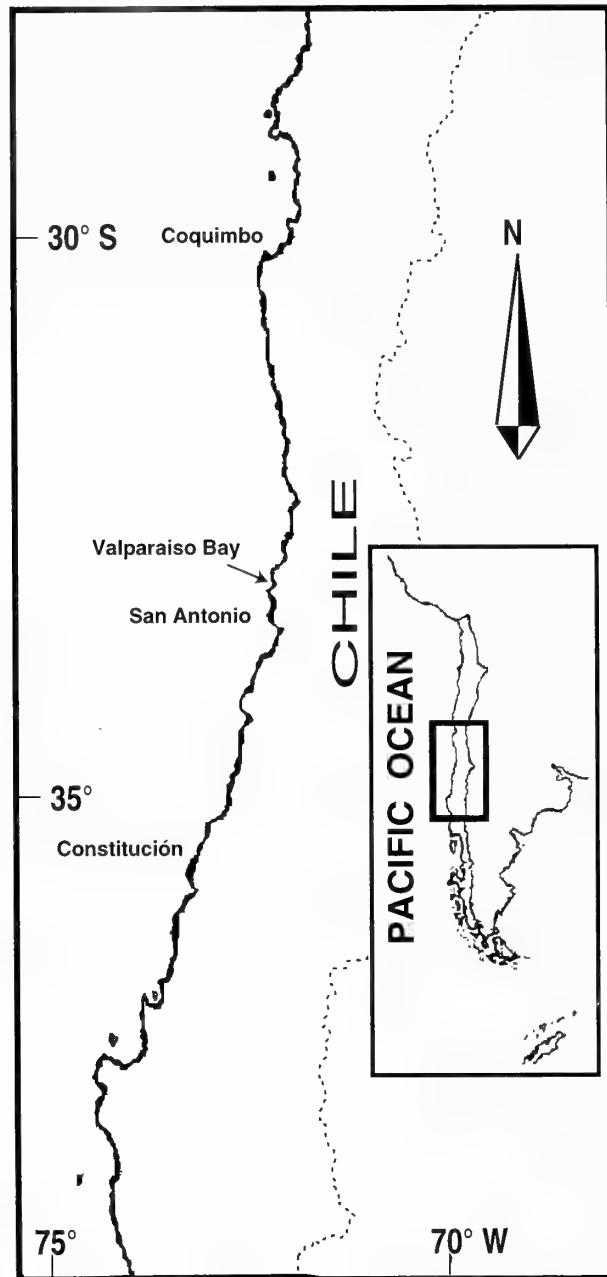 30° S
Coquimbo
N
Valparaiso Bay
San Antonio
CHILE
PACIFIC OCEAN
35°
Constitución
75°
70° W